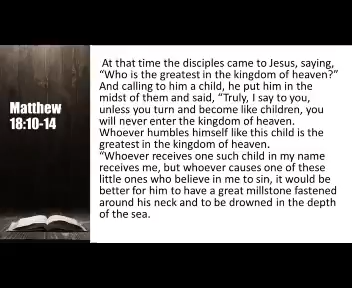 Matthew
18:10-14
At that time the disciples came to Jesus, saying,
“Who is the greatest in the kingdom of heaven?”
And calling to him a child, he put him in the
midst of them and said, “Truly, I say to you,
unless you turn and become like children, you
will never enter the kingdom of heaven.
Whoever humbles himself like this child is the
greatest in the kingdom of heaven.
“Whoever receives one such child in my name
receives me, but whoever causes one of these
little ones who believe in me to sin, it would be
better for him to have a great millstone fastened
around his neck and to be drowned in the depth
of the sea.